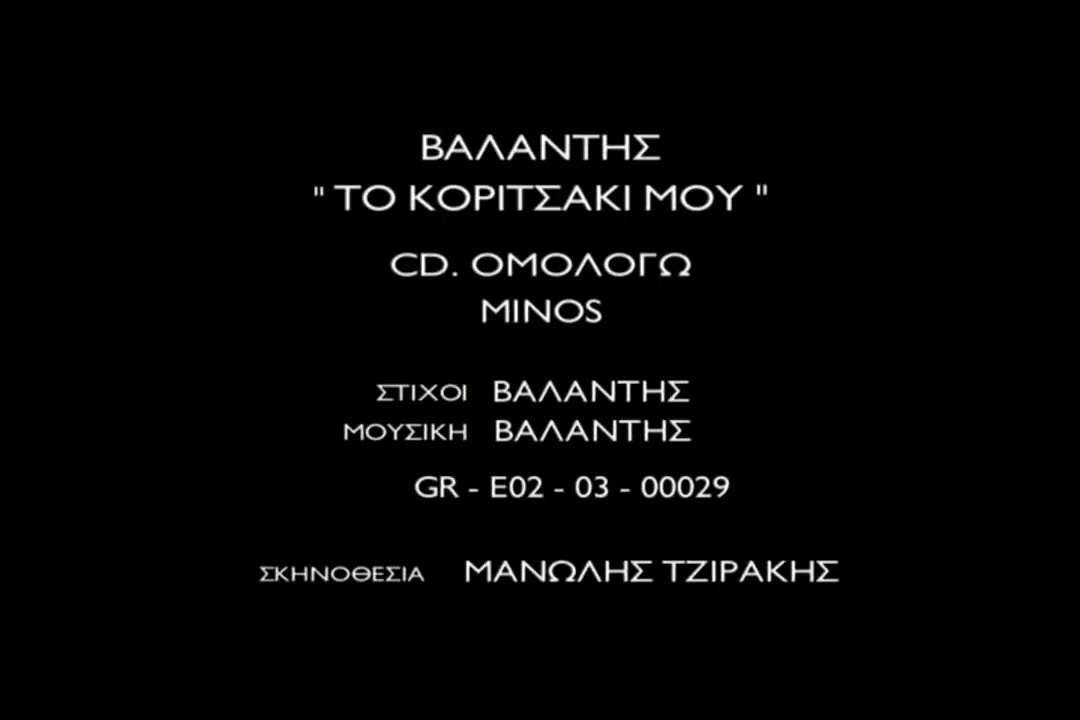 ΒΑΛΑΝΤΗΣ
" ΤΟ ΚΟΡΙΤΣΑΚΙ ΜΟΥ "
CD. ΟΜΟΛΟΓΩ
MINOS
ΣΤΙΧΟΙ ΒΑΛΑΝΤΗΣ
ΜΟΥΣΙΚΗ ΒΑΛΑΝΤΗΣ
GR - E02 - 03 - 00029
ΣΚΗΝΟΘΕΣΙΑ ΜΑΝΩΛΗΣ ΤΖΙΡΑΚΗΣ